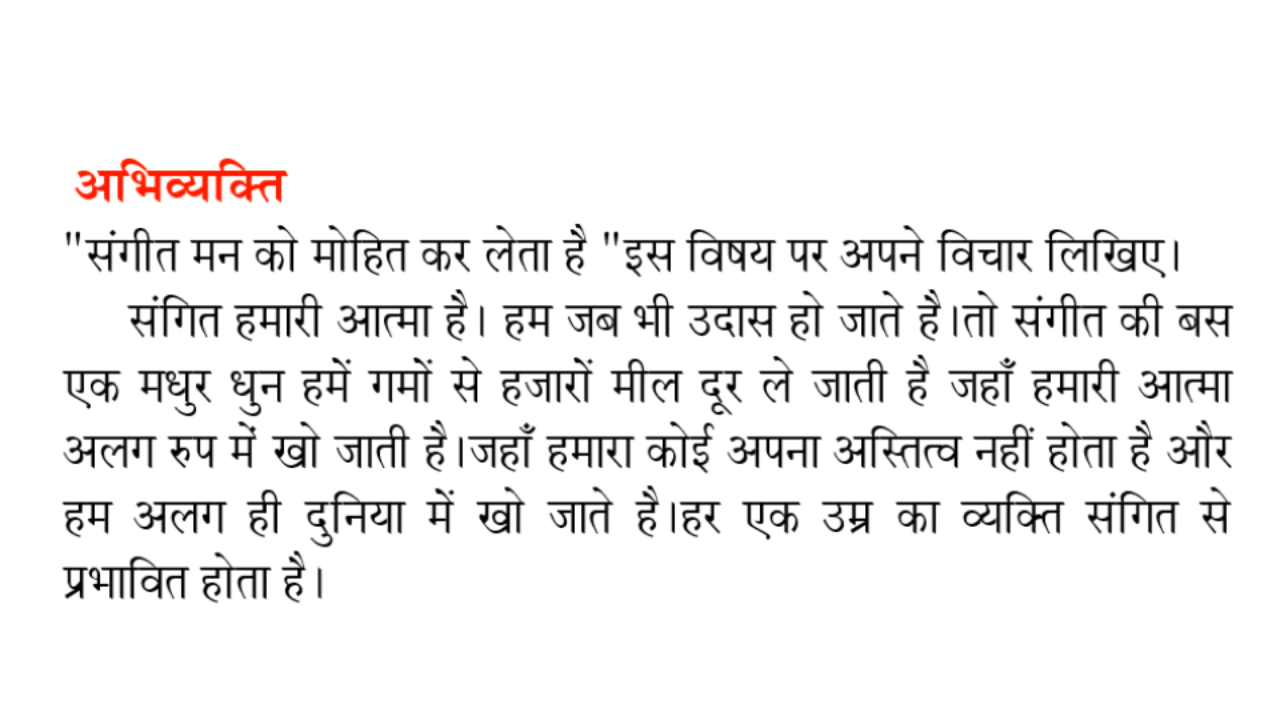 अभिव्यक्ति
"संगीत मन को मोहित कर लेता है "इस विषय पर अपने विचार लिखिए।
संगित हमारी आत्मा है। हम जब भी उदास हो जाते है।तो संगीत की बस
एक मधुर धुन हमें गमों से हजारों मील दूर ले जाती है जहाँ हमारी आत्मा
अलग रुप में खो जाती है।जहाँ हमारा कोई अपना अस्तित्व नहीं होता है और
हम अलग ही दुनिया में खो जाते है।हर एक उम्र का व्यक्ति संगित से
प्रभावित होता है।